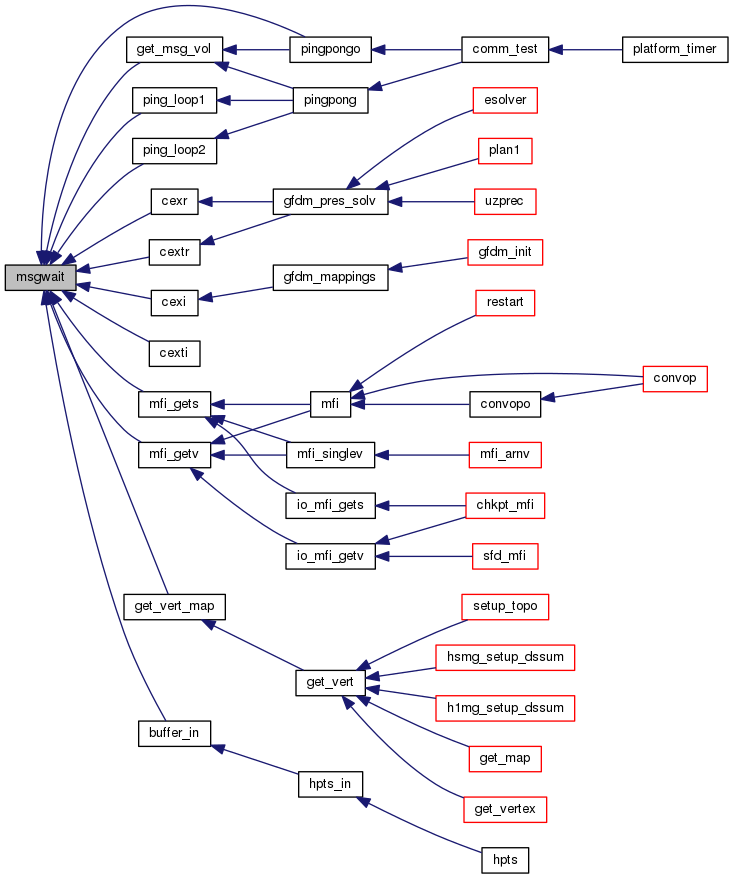 get_msg_vol
pingpongo
comm_test
platform_timer
ping_loop1
pingpong
esolver
ping_loop2
plan1
cexr
gfdm_pres_solv
uzprec
cextr
gfdm_init
msgwait
gfdm_mappings
cexi
restart
cexti
convop
mfi_gets
mfi
convopo
mfi_getv
mfi_singlev
mfi_arnv
io_mfi_gets
chkpt_mfi
io_mfi_getv
sfd_mfi
get_vert_map
setup_topo
hsmg_setup_dssum
get_vert
h1mg_setup_dssum
buffer_in
get_map
hpts_in
get_vertex
hpts